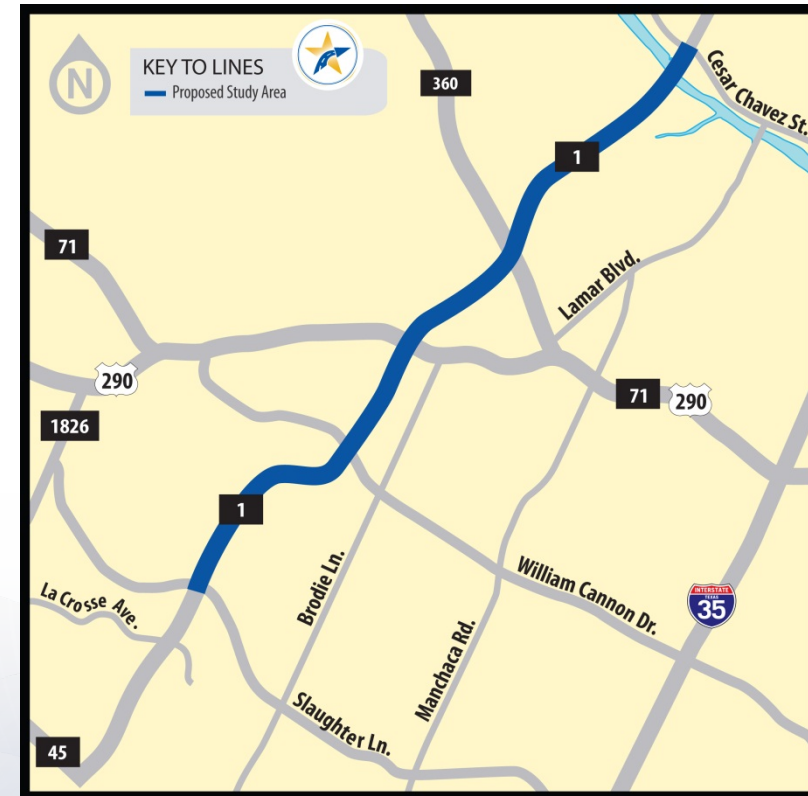 N
KEY TO LINES
Proposed Study Area
360
Cesar Chavez St.
1
71
Lamar Blvd.
290
71
290
1826
1
William Cannon Dr.
INTERSTATE
TEXAS
35
La Crosse Ave.
Brodie Ln.
Manchaca Rd.
Slaughter Ln.
45